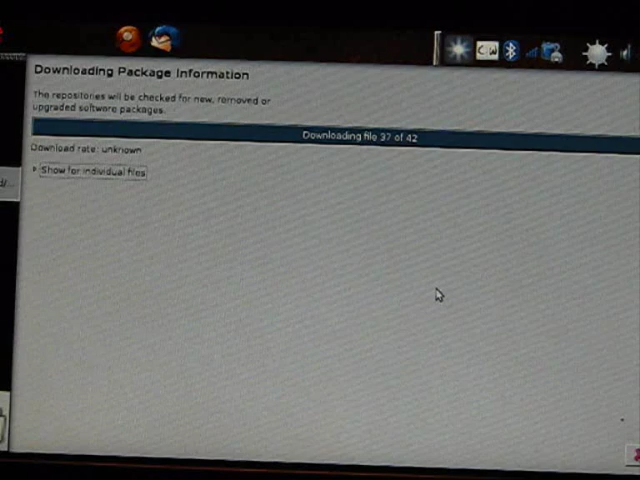 Downloading Package Information
The repositories will be checked for new, removed or
upgraded software packages.
Downloading file 37 of 42
Download rate: unknown
Show for individual files